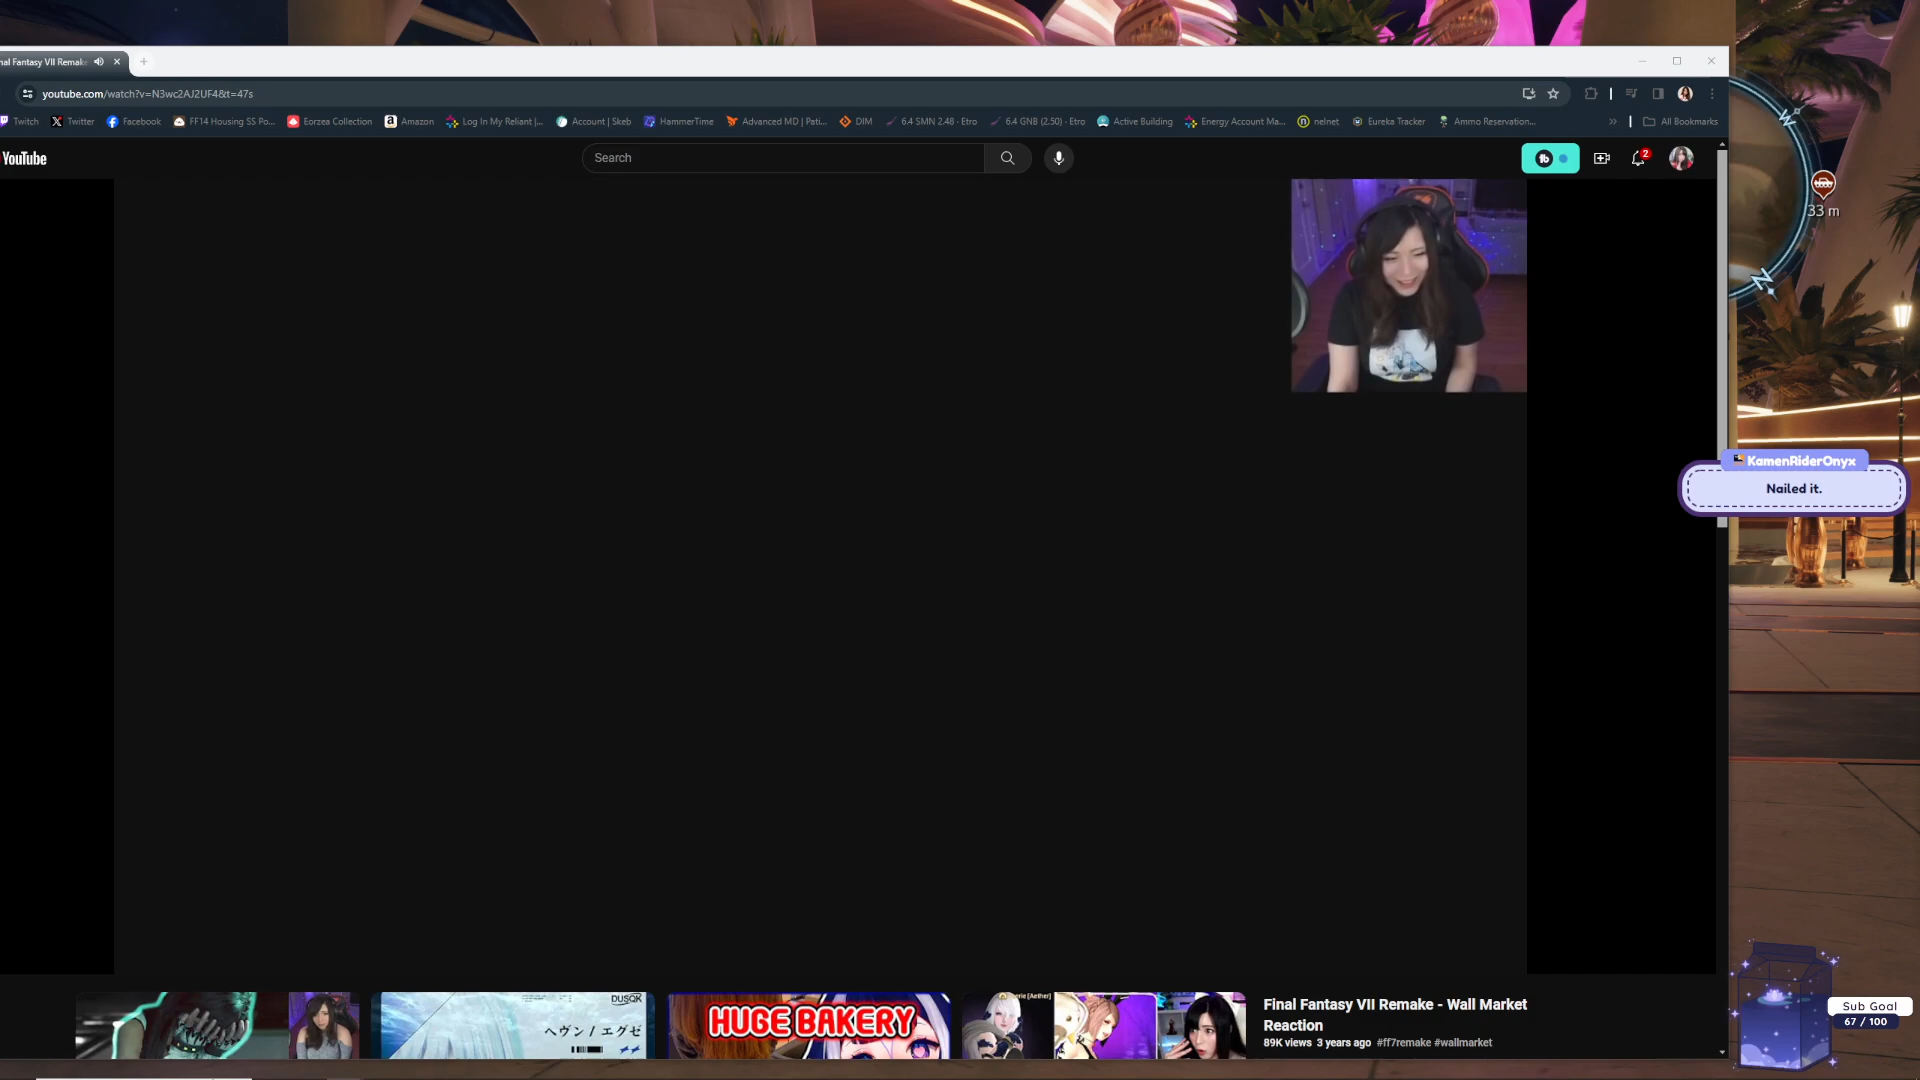 nal Fantasy VII Remake
youtube.com/watch?v=N3wc2AJ2UF4&t=47s
Twitch
Twitter
Facebook
FF14 Housing SS Po...
Eorzea Collection
Amazon
Log In My Reliant |...
Account | Skeb
HammerTime
Advanced MD | Pati...
DIM
6.4 SMN 2.48 - Etro
6.4 GNB (2.50) - Etro
Active Building
Energy Account Ma...
nelnet
Eureka Tracker
Ammo Reservation...
All Bookmarks
YouTube
Search
2
W
33 m
N
KamenRiderOnyx
Nailed it.
DUSQK
ヘヴン / エグゼ
HUGE BAKERY
[Aether]
Final Fantasy VII Remake - Wall Market
Reaction
89K views 3 years ago #ff7remake #wallmarket
Sub Goal
67 / 100